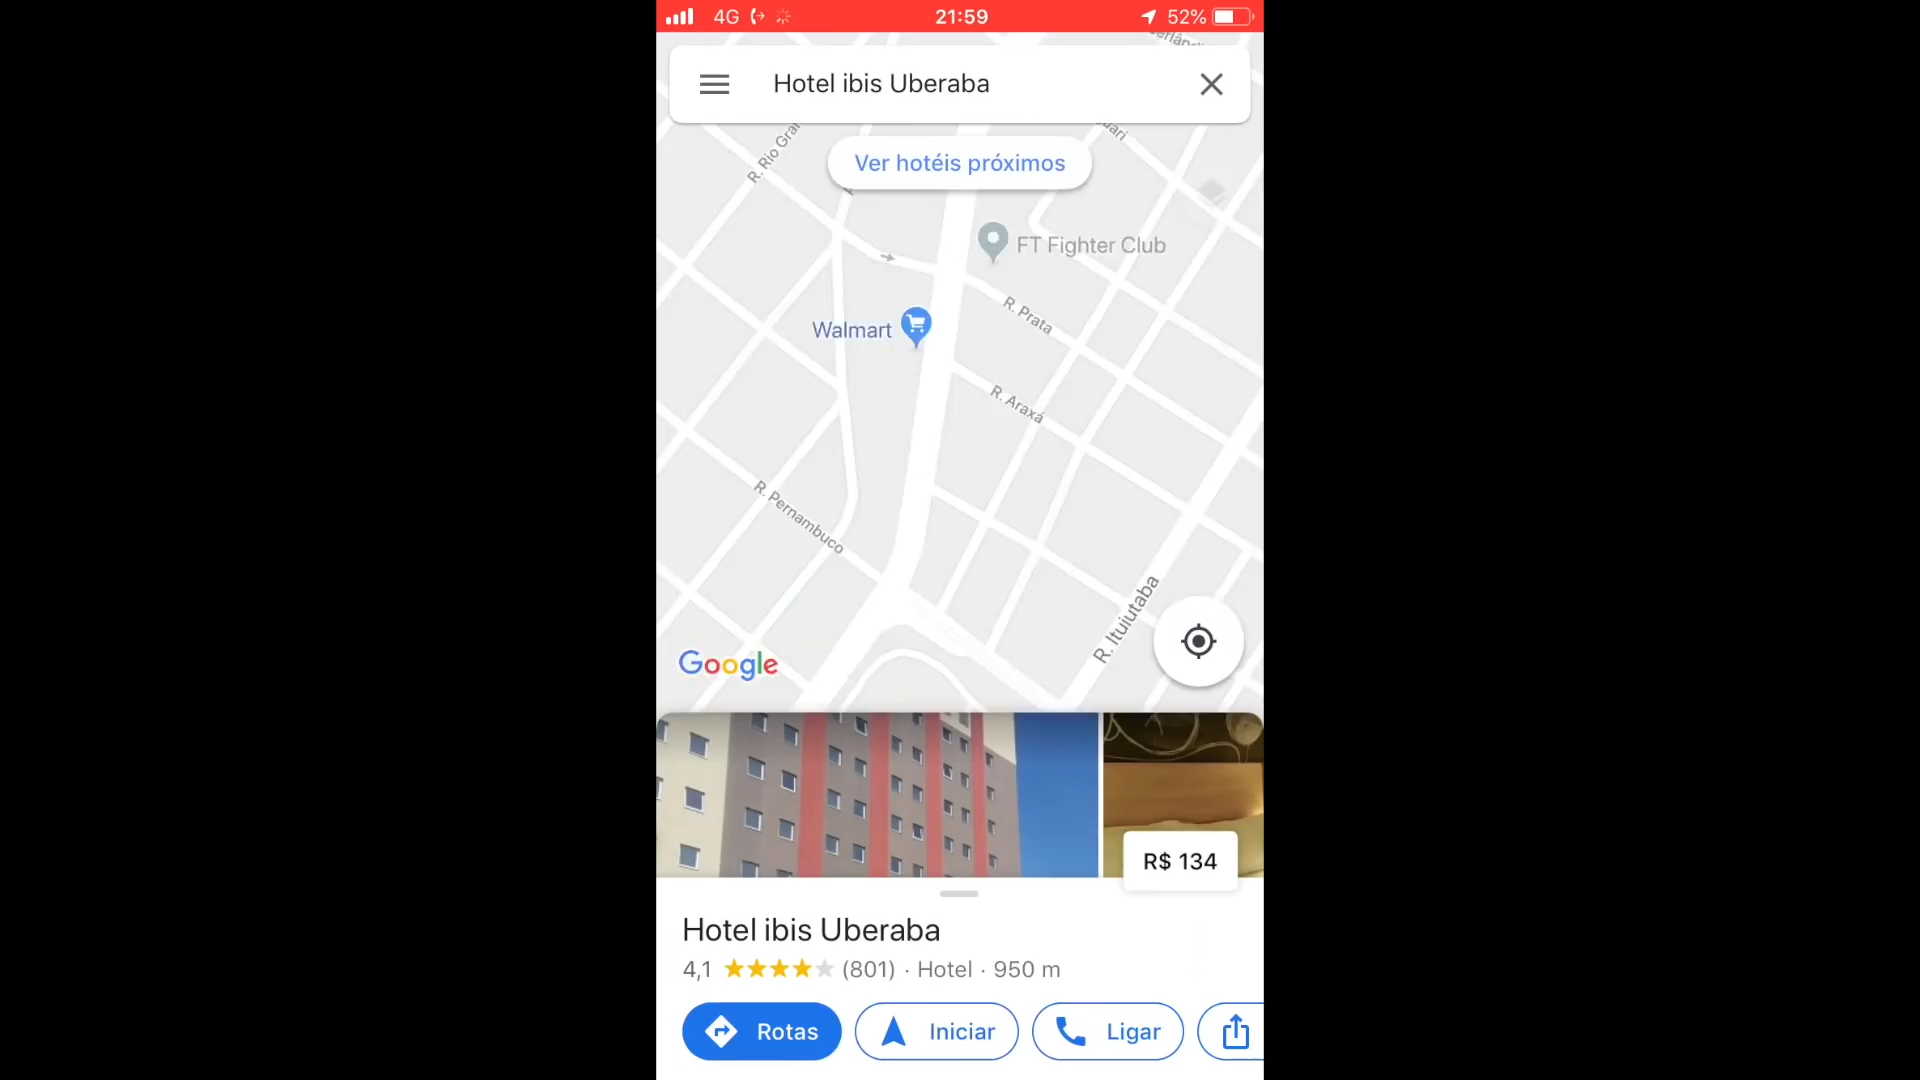 4G 21:59 52%
Hotel ibis Uberaba
Ver hotéis próximos
FT Fighter Club
R. Prata
Walmart
R. Araxá
R. Pernambuco
R. Ituiutaba
Google
R$ 134
Hotel ibis Uberaba
4,1 (801) · Hotel · 950 m
Rotas Iniciar Ligar